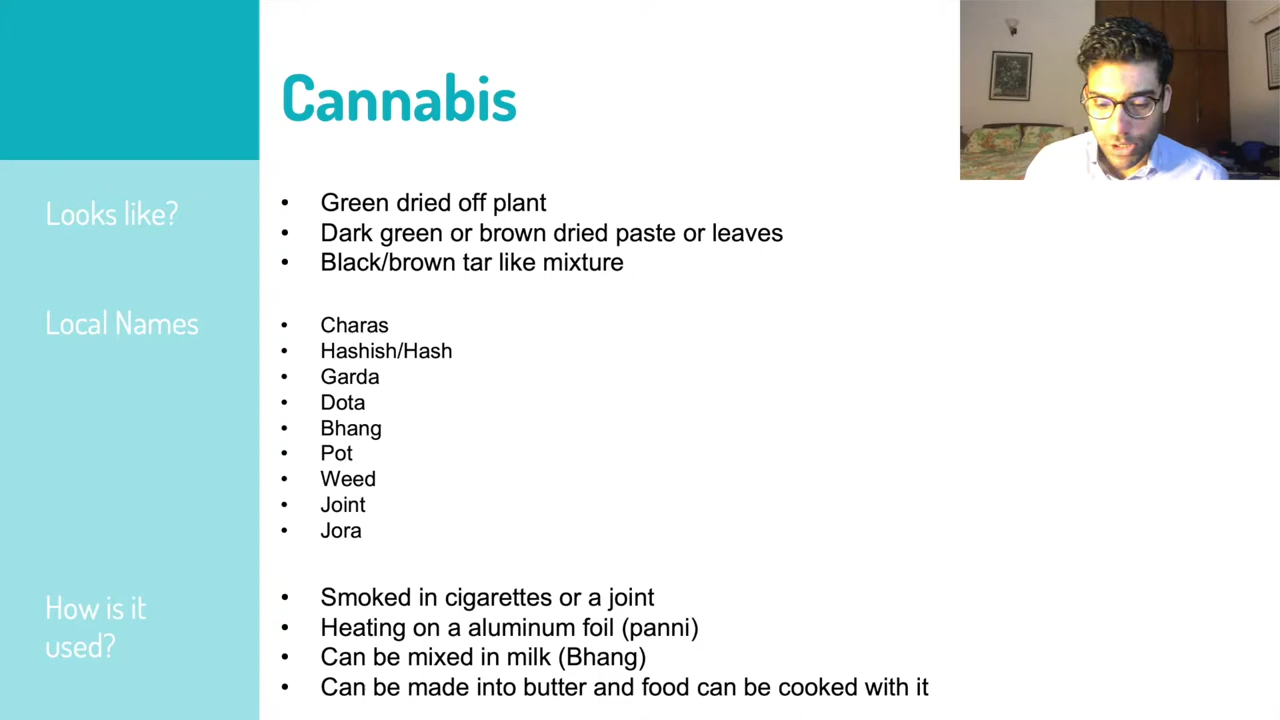 Cannabis
Looks like?
• Green dried off plant
• Dark green or brown dried paste or leaves
• Black/brown tar like mixture
Local Names
• Charas
• Hashish/Hash
• Garda
• Dota
• Bhang
• Pot
• Weed
• Joint
• Jora
How is it
used?
• Smoked in cigarettes or a joint
• Heating on a aluminum foil (panni)
• Can be mixed in milk (Bhang)
• Can be made into butter and food can be cooked with it